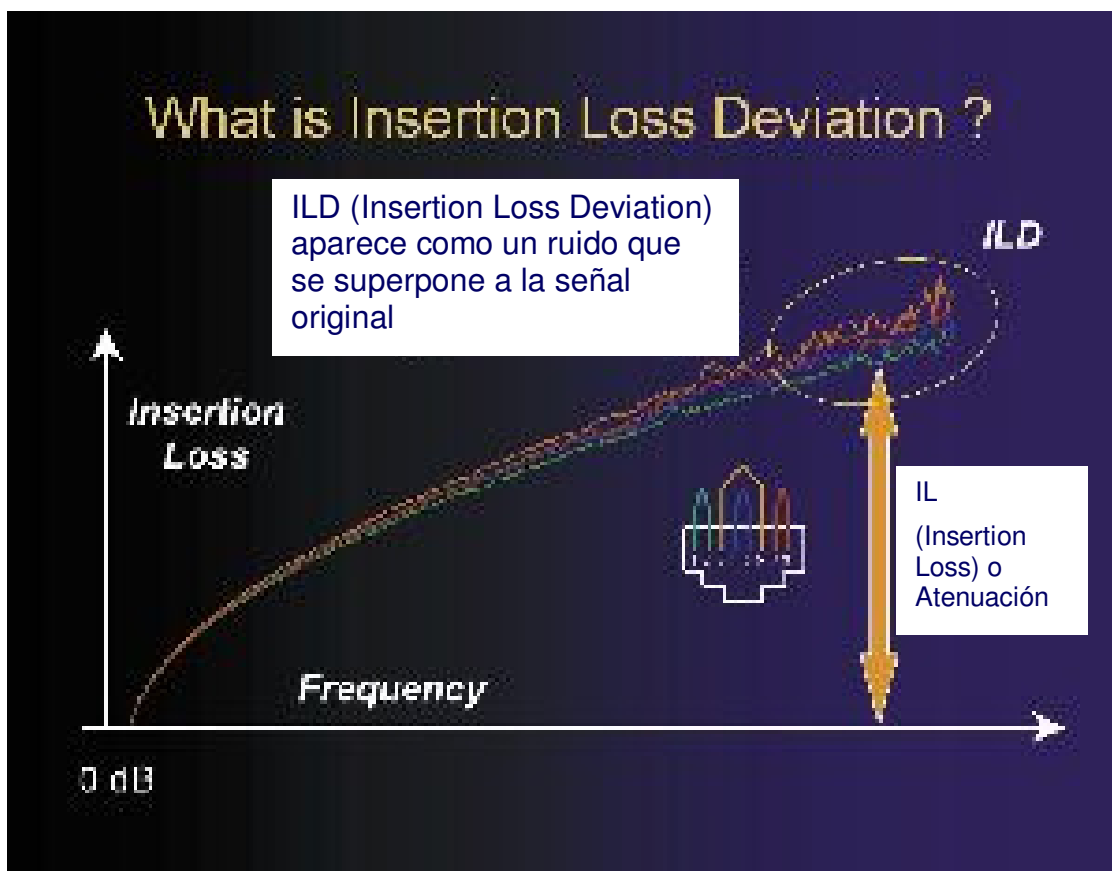 What is Insertion Loss Deviation ?
ILD (Insertion Loss Deviation)
aparece como un ruido que
se superpone a la señal
original
ILD
Insertion
Loss
IL
(Insertion
Loss) o
Atenuación
Frequency
0 dB